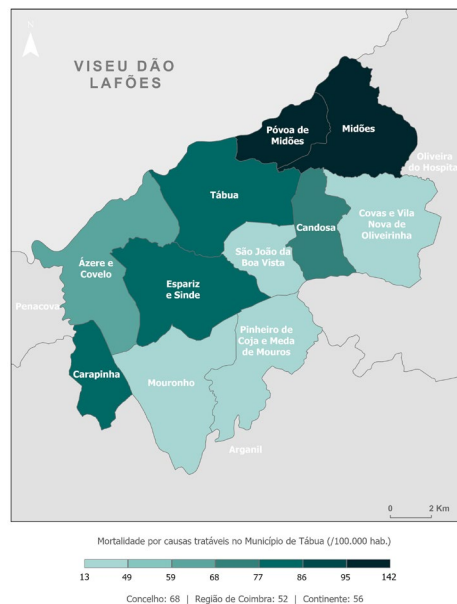 N
VISEU DÃO
LAFÕES
Póvoa de
Midões
Midões
Oliveira
do Hospita
Tábua
Candosa
Covas e Vila
Nova de
Oliveirinha
São João da
Boa Vista
Ázere e
Covelo
Espariz
e Sinde
Penacova
Pinheiro de
Coja e Meda
de Mouros
Carapinha
Mouronho
Arganil
0 2 Km
Mortalidade por causas tratáveis no Município de Tábua (/100.000 hab.)
13 49 59 68 77 86 95 142
Concelho: 68 | Região de Coimbra: 52 | Continente: 56